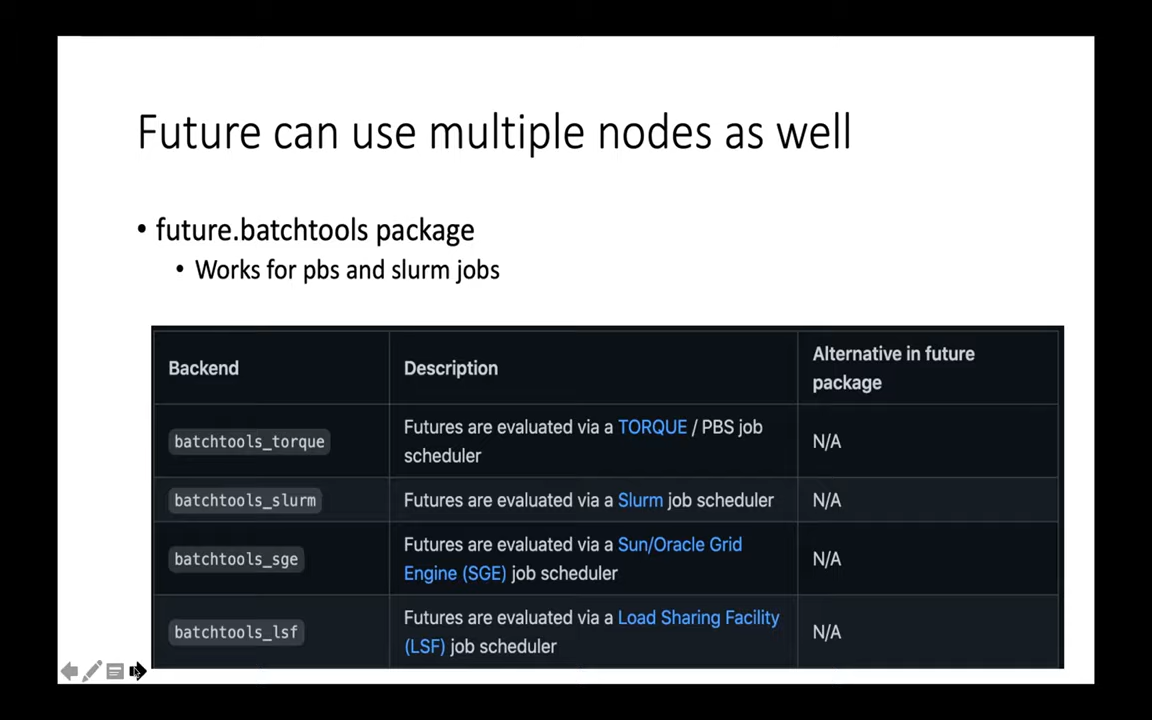 Future can use multiple nodes as well
• future.batchtools package
• Works for pbs and slurm jobs
Backend
Description
Alternative in future
package
batchtools_torque
Futures are evaluated via a TORQUE / PBS job
scheduler
N/A
batchtools_slurm
Futures are evaluated via a Slurm job scheduler
N/A
batchtools_sge
Futures are evaluated via a Sun/Oracle Grid
Engine (SGE) job scheduler
N/A
batchtools_lsf
Futures are evaluated via a Load Sharing Facility
(LSF) job scheduler
N/A